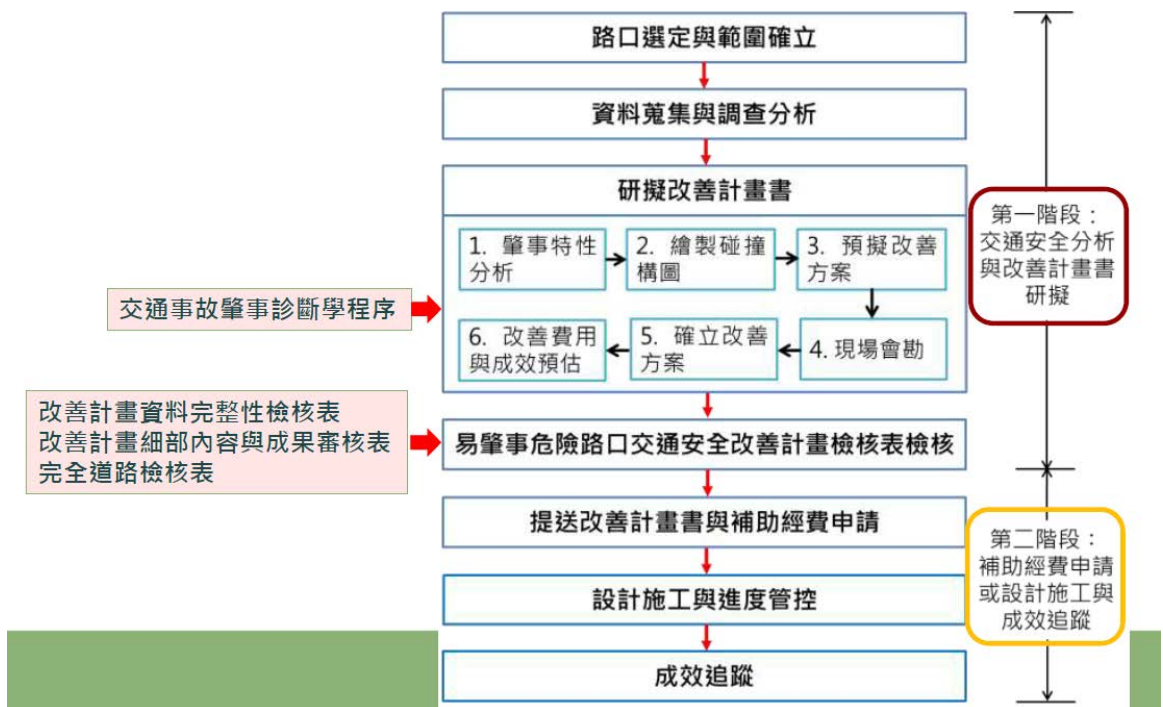 路口選定與範圍確立
資料蒐集與調查分析
研擬改善計畫書
1. 肇事特性
分析
2. 繪製碰撞
構圖
3. 預擬改善
方案
4. 現場會勘
5. 確立改善
方案
6. 改善費用
與成效預估
交通事故肇事診斷學程序
改善計畫資料完整性檢核表
改善計畫細部內容與成果審核表
完全道路檢核表
易肇事危險路口交通安全改善計畫檢核表檢核
提送改善計畫書與補助經費申請
設計施工與進度管控
成效追蹤
第一階段：
交通安全分析
與改善計畫書
研擬
第二階段：
補助經費申請
或設計施工與
成效追蹤